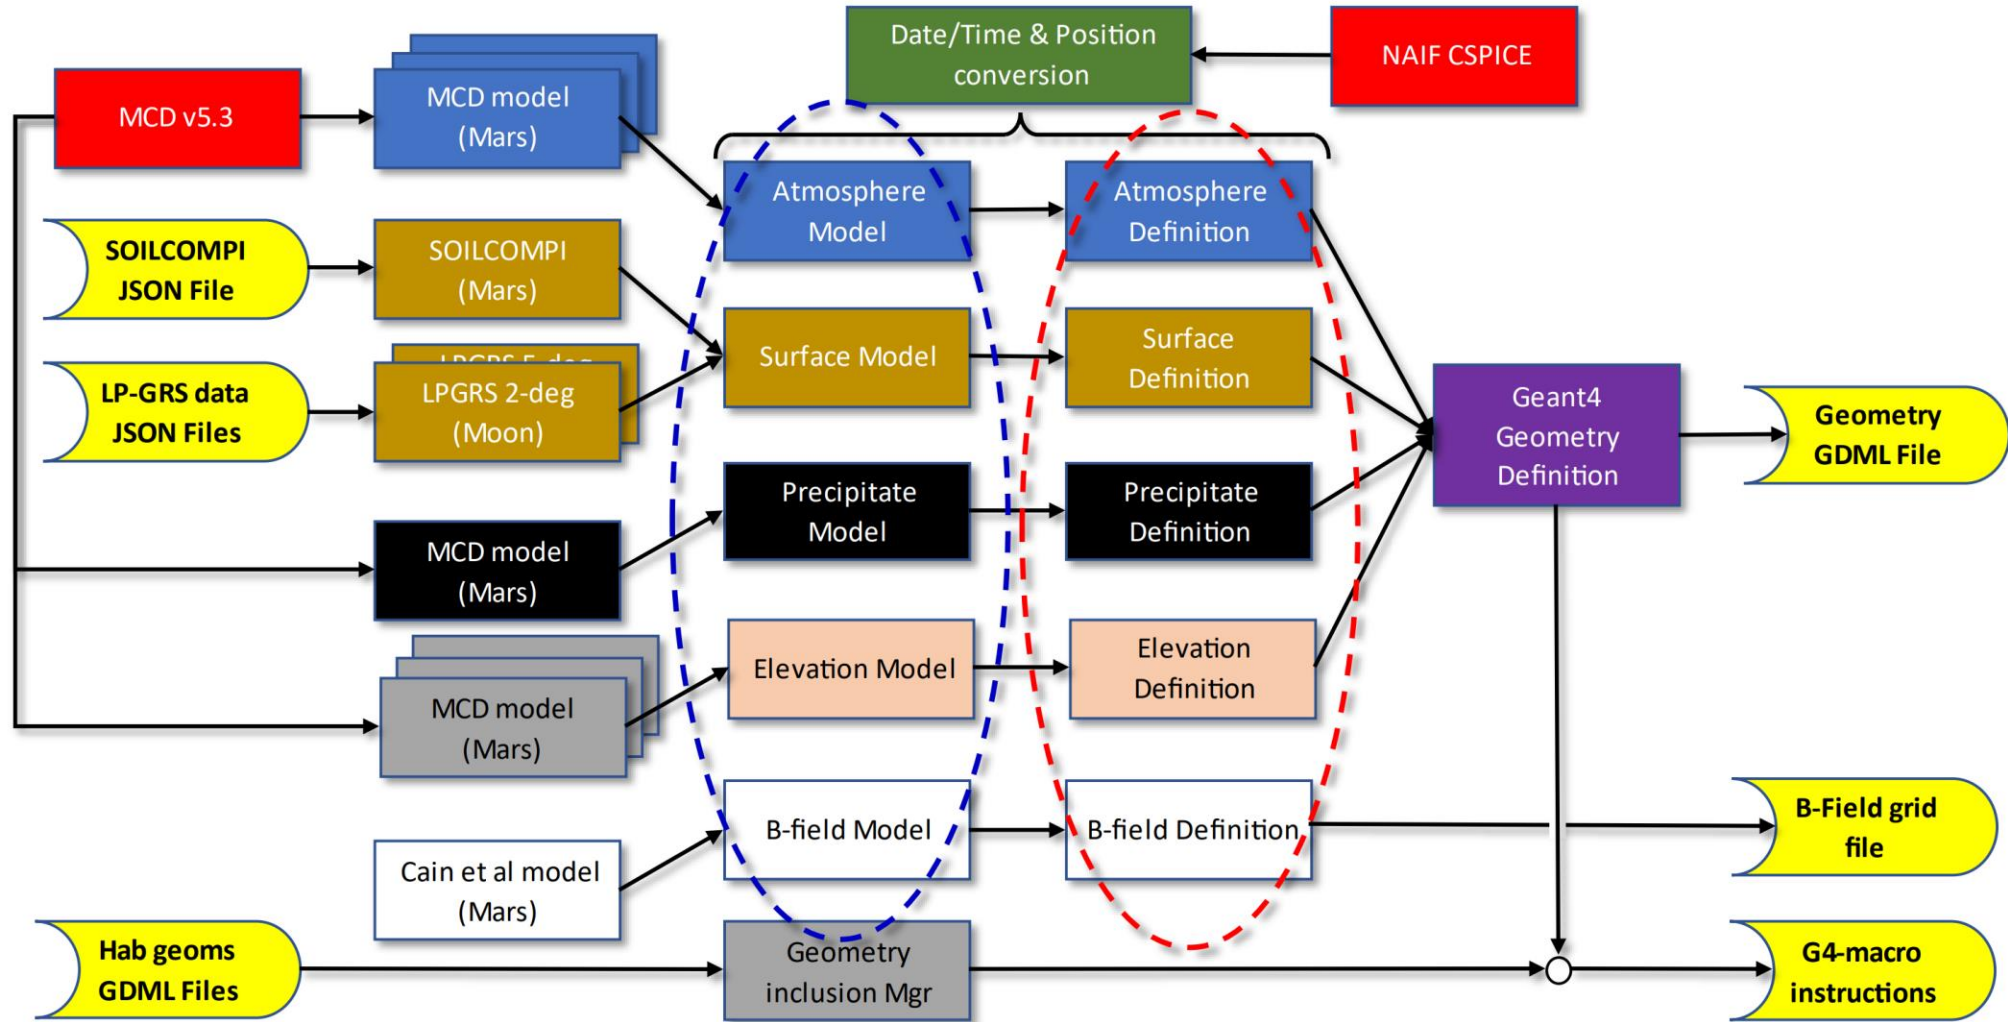 Date/Time & Position
conversion
NAIF CSPICE
MCD v5.3
MCD model
(Mars)
Atmosphere
Model
Atmosphere
Definition
SOILCOMPI
JSON File
SOILCOMPI
(Mars)
Surface Model
Surface
Definition
LP-GRS data
JSON Files
LPGRS 5-deg
LPGRS 2-deg
(Moon)
Geant4
Geometry
Definition
Geometry
GDML File
Precipitate
Model
Precipitate
Definition
MCD model
(Mars)
Elevation Model
Elevation
Definition
MCD model
(Mars)
B-field Model
B-field Definition
B-Field grid
file
Cain et al model
(Mars)
Hab geoms
GDML Files
Geometry
inclusion Mgr
G4-macro
instructions